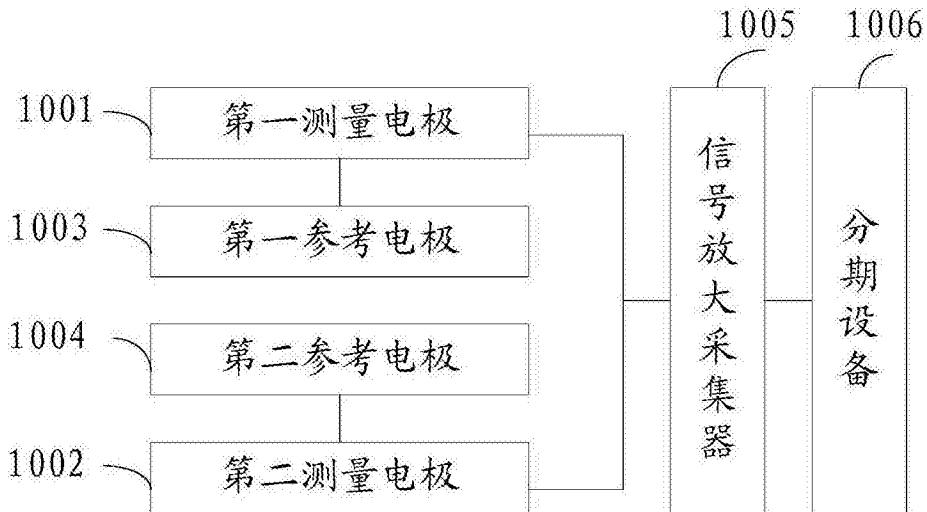 1005
1006
1001
第一测量电极
1003
第一参考电极
1004
第二参考电极
1002
第二测量电极
信号放大采集器
分期设备